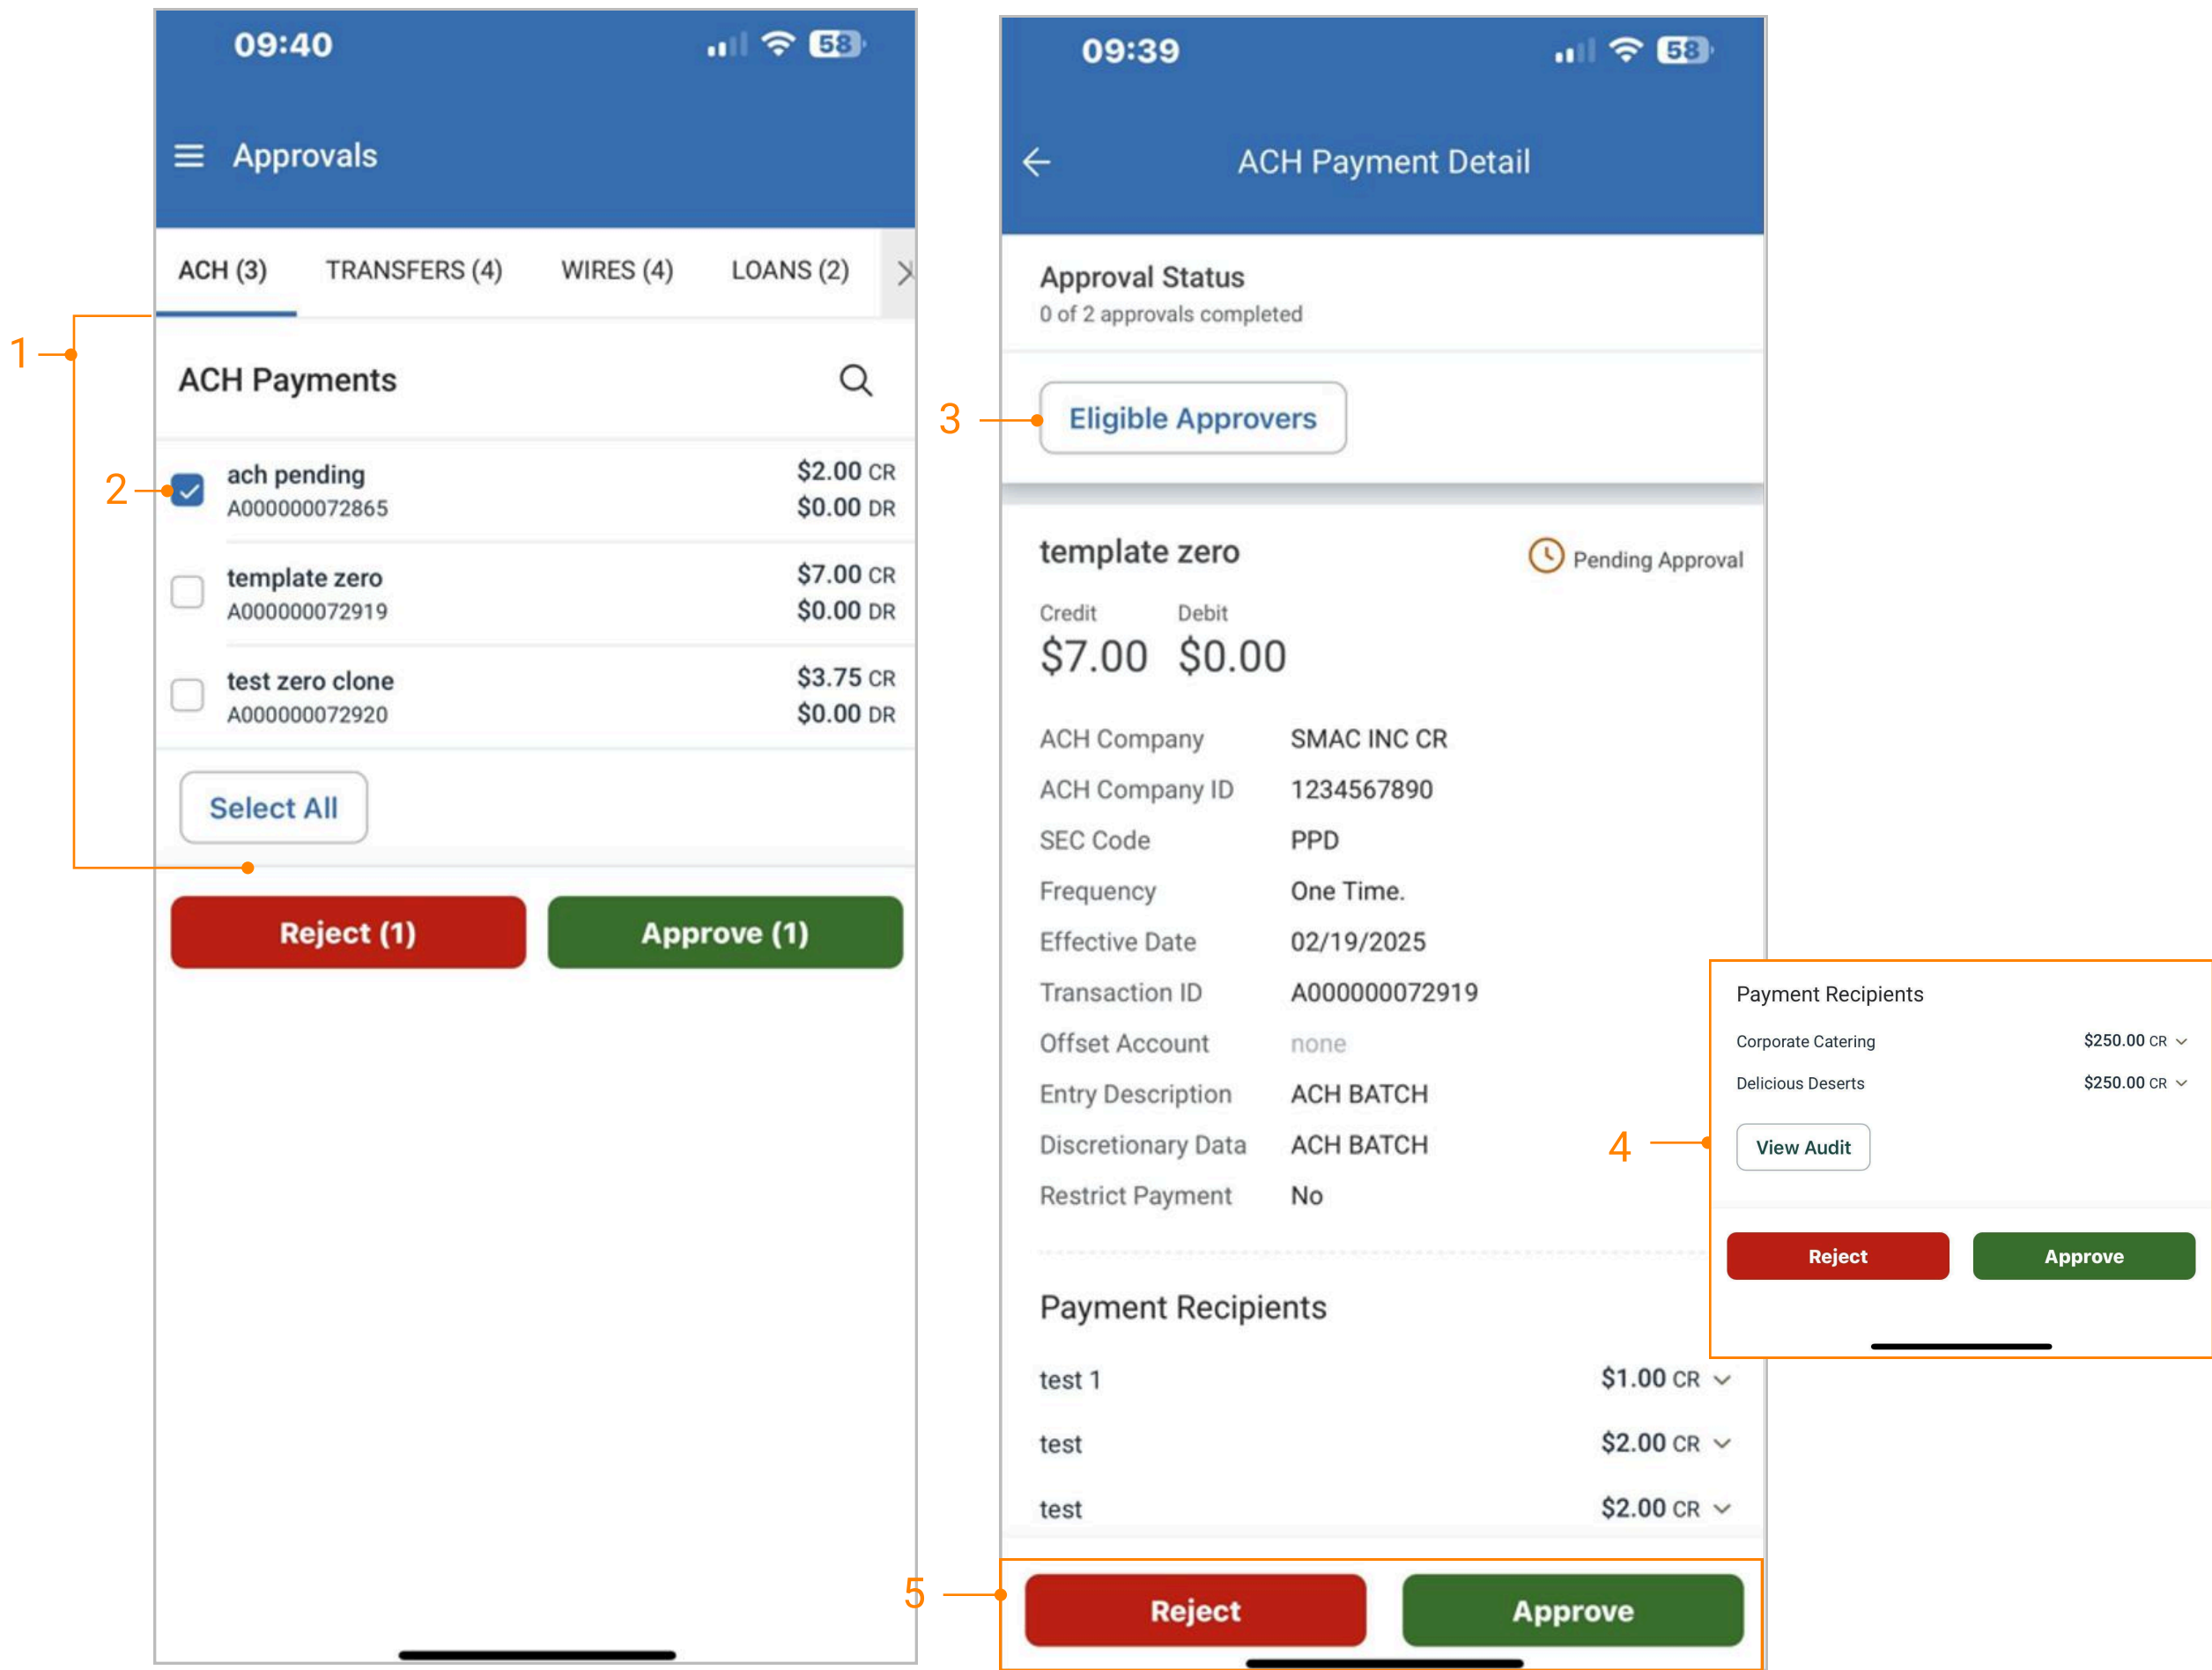 09:40
58
Approvals
ACH (3) TRANSFERS (4) WIRES (4) LOANS (2)
1
ACH Payments
2
ach pending $2.00 CR
A000000072865 $0.00 DR
template zero $7.00 CR
A000000072919 $0.00 DR
test zero clone $3.75 CR
A000000072920 $0.00 DR
Select All
Reject (1) Approve (1)
09:39
58
ACH Payment Detail
Approval Status
0 of 2 approvals completed
3
Eligible Approvers
template zero Pending Approval
Credit Debit
$7.00 $0.00
ACH Company SMAC INC CR
ACH Company ID 1234567890
SEC Code PPD
Frequency One Time.
Effective Date 02/19/2025
Transaction ID A000000072919
Offset Account none
Entry Description ACH BATCH
Discretionary Data ACH BATCH
Restrict Payment No
Payment Recipients
test 1 $1.00 CR
test $2.00 CR
test $2.00 CR
5
Reject Approve
4
Payment Recipients
Corporate Catering $250.00 CR
Delicious Deserts $250.00 CR
View Audit
Reject Approve